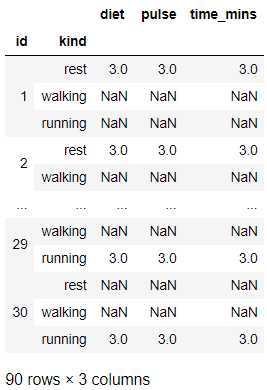 diet pulse time_mins
id kind
rest 3.0 3.0 3.0
1 walking NaN NaN NaN
running NaN NaN NaN
2 rest 3.0 3.0 3.0
walking NaN NaN NaN
... ... ... ... ...
29 walking NaN NaN NaN
running 3.0 3.0 3.0
rest NaN NaN NaN
30 walking NaN NaN NaN
running 3.0 3.0 3.0
90 rows × 3 columns